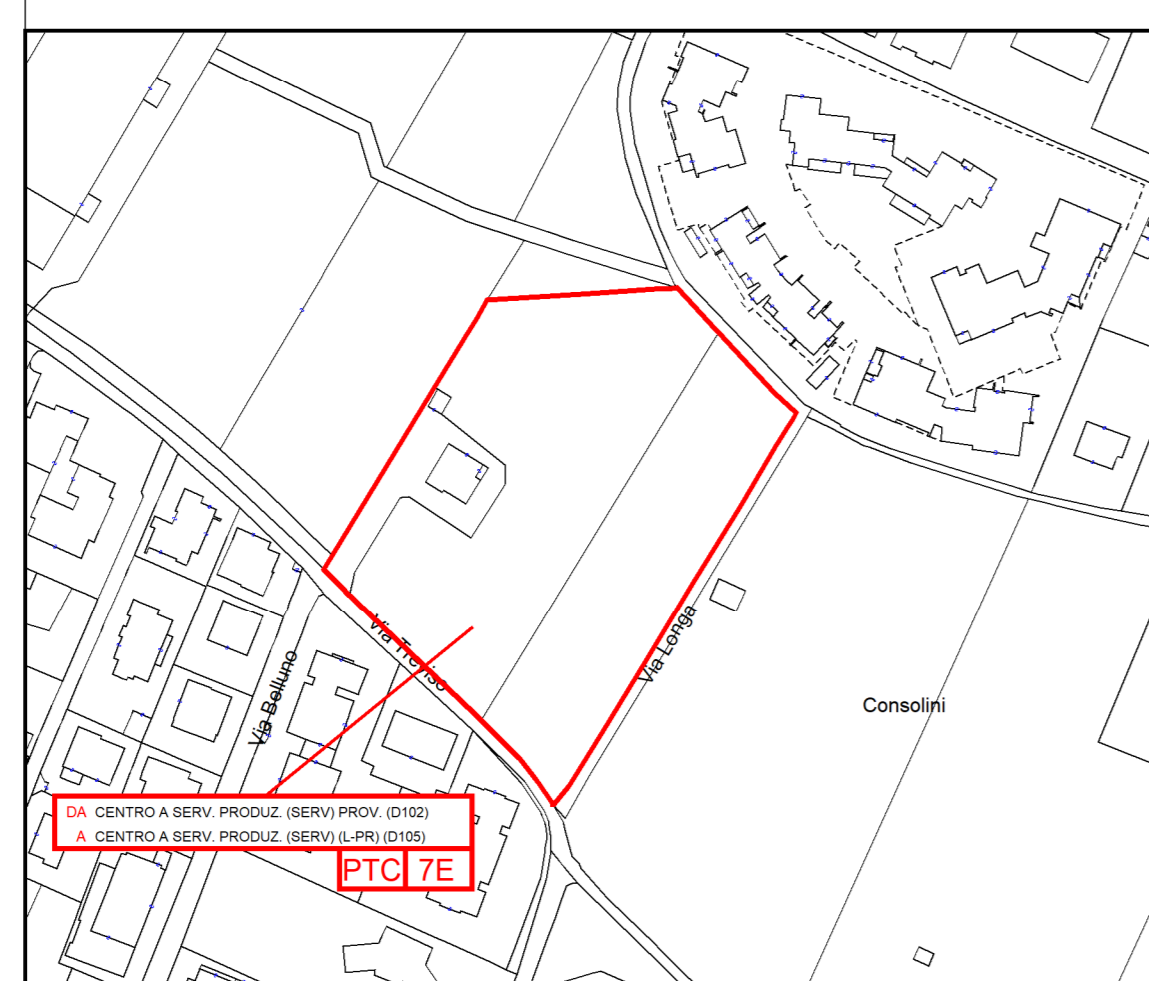 Via Treviso
Via Longa
Via Bolluno
Consolini
DA CENTRO A SERV. PRODUZ. (SERV) PROV. (D102)
A CENTRO A SERV. PRODUZ. (SERV) (L-PR) (D105)
PTC 7E